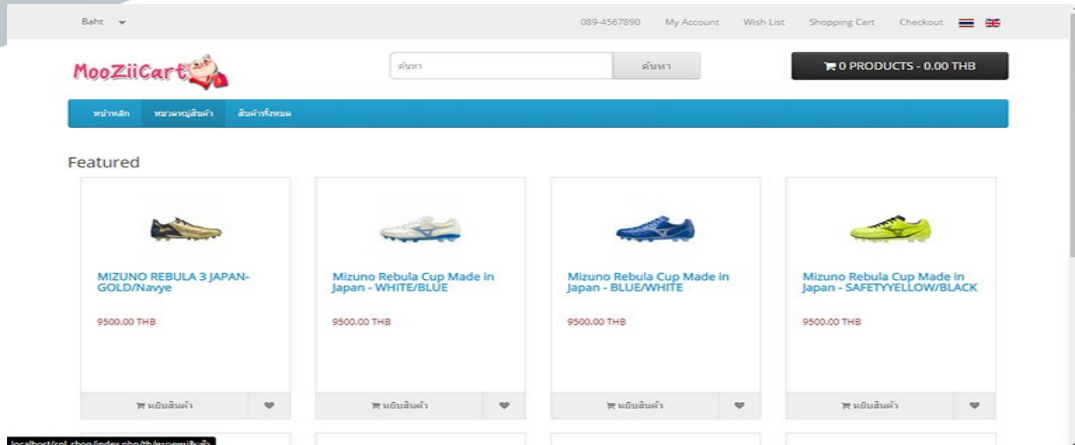 Baht
089-4567890 My Account Wish List Shopping Cart Checkout
MooZiiCart
ค้นหา ค้นหา
0 PRODUCTS - 0.00 THB
หน้าหลัก หมวดหมู่สินค้า สินค้าทั้งหมด
Featured
MIZUNO REBULA 3 JAPAN-
GOLD/Navye
9500.00 THB
หยิบสินค้า
Mizuno Rebula Cup Made in
Japan - WHITE/BLUE
9500.00 THB
หยิบสินค้า
Mizuno Rebula Cup Made in
Japan - BLUE/WHITE
9500.00 THB
หยิบสินค้า
Mizuno Rebula Cup Made in
Japan - SAFETYYELLOW/BLACK
9500.00 THB
หยิบสินค้า